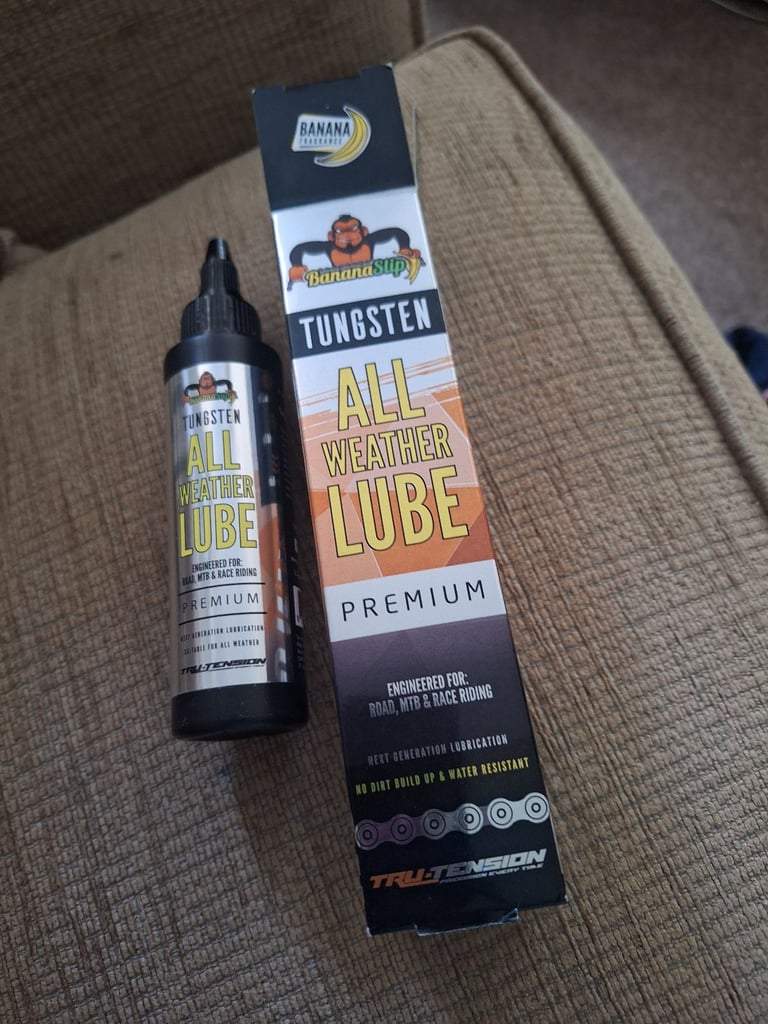 BANANA
FRAGRANCE
BananaSlip
TUNGSTEN
ALL
WEATHER
LUBE
PREMIUM
ENGINEERED FOR:
ROAD, MTB & RACE RIDING
NEXT GENERATION LUBRICATION
NO DIRT BUILD UP & WATER RESISTANT
TRU-TENSION
PRECISION EVERY TIME
BananaSlip
TUNGSTEN
ALL
WEATHER
LUBE
ENGINEERED FOR:
ROAD, MTB & RACE RIDING
PREMIUM
NEXT GENERATION LUBRICATION
SUITABLE FOR ALL WEATHER
TRU-TENSION